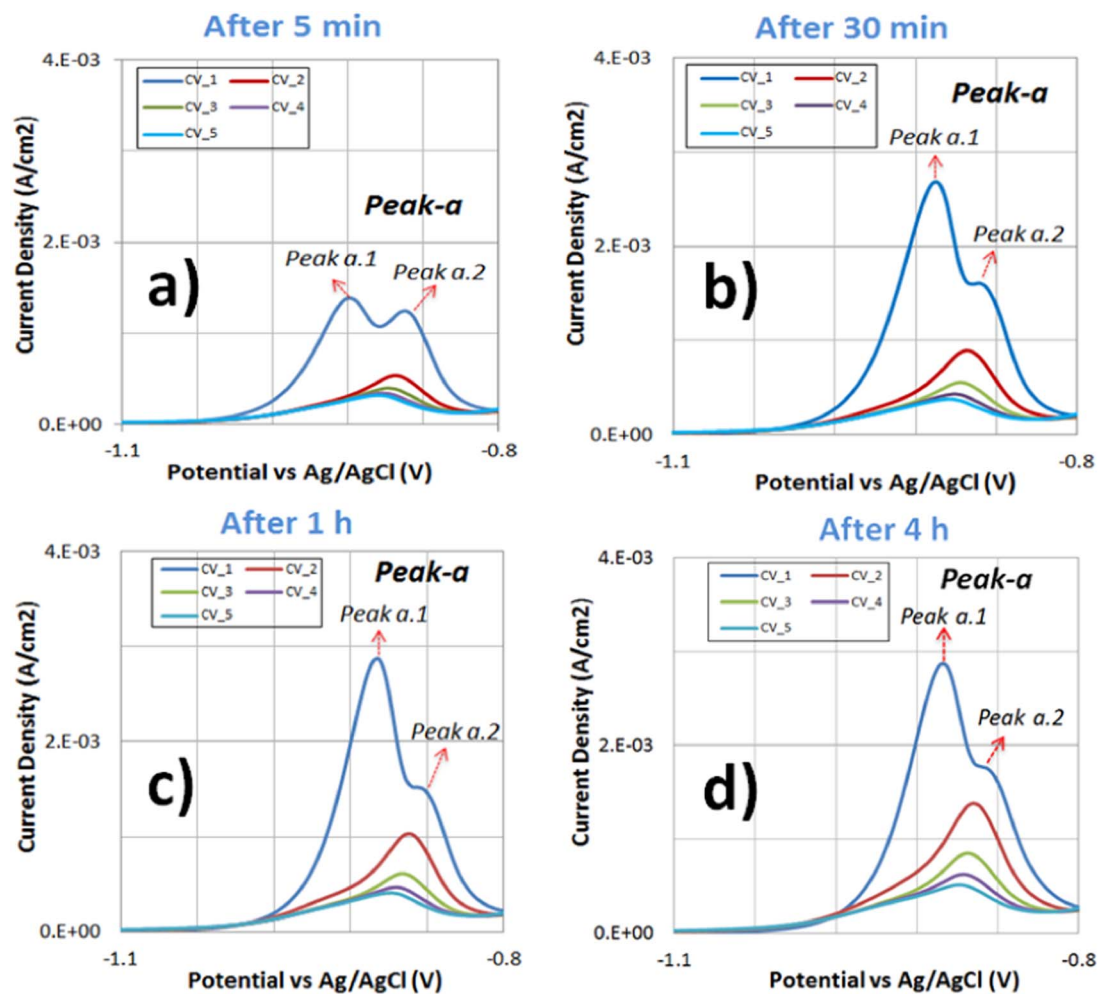 After 5 min
4.E-03
CV_1 CV_2
CV_3 CV_4
CV_5
Peak-a
2.E-03
Peak a.1
Peak a.2
a)
0.E+00
-1.1
-0.8
Current Density (A/cm2)
Potential vs Ag/AgCl (V)
After 30 min
4.E-03
CV_1 CV_2
CV_3 CV_4
CV_5
Peak-a
Peak a.1
2.E-03
Peak a.2
b)
0.E+00
-1.1
-0.8
Current Density (A/cm2)
Potential vs Ag/AgCl (V)
After 1 h
4.E-03
CV_1 CV_2
CV_3 CV_4
CV_5
Peak-a
Peak a.1
2.E-03
Peak a.2
c)
0.E+00
-1.1
-0.8
Current Density (A/cm2)
Potential vs Ag/AgCl (V)
After 4 h
4.E-03
CV_1 CV_2
CV_3 CV_4
CV_5
Peak-a
Peak a.1
2.E-03
Peak a.2
d)
0.E+00
-1.1
-0.8
Current Density (A/cm2)
Potential vs Ag/AgCl (V)